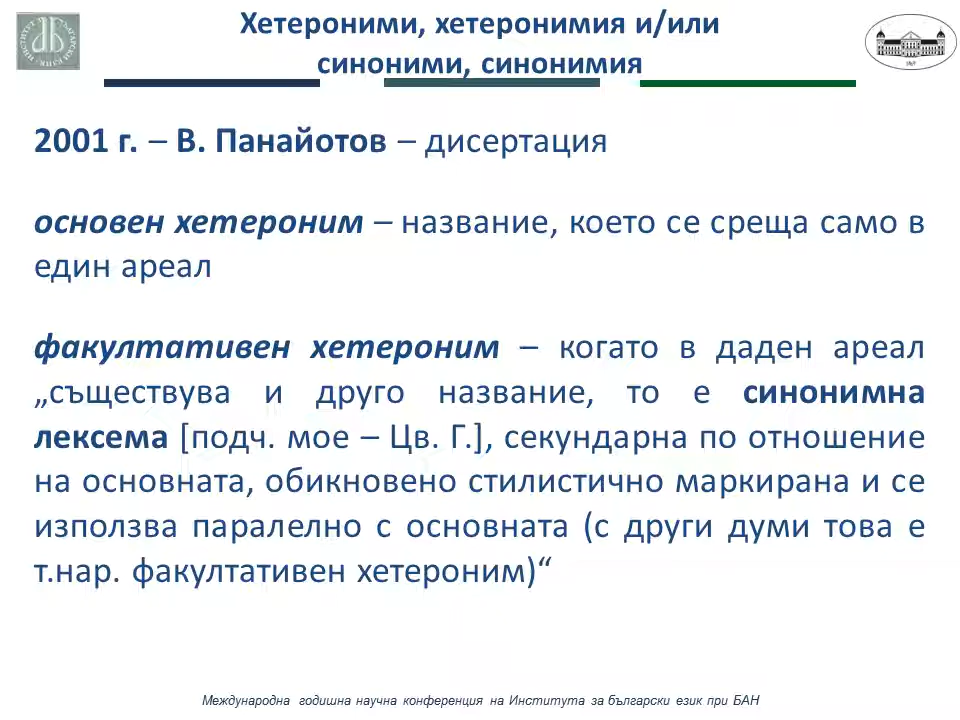 Хетероними, хетеронимия и/или
синоними, синонимия
2001 г. – В. Панайотов – дисертация
основен хетероним – название, което се среща само в
един ареал
факултативен хетероним – когато в даден ареал
„съществува и друго название, то е синонимна
лексема [подч. мое – Цв. Г.], секундарна по отношение
на основната, обикновено стилистично маркирана и се
използва паралелно с основната (с други думи това е
т.нар. факултативен хетероним)“
Международна годишна научна конференция на Института за български език при БАН